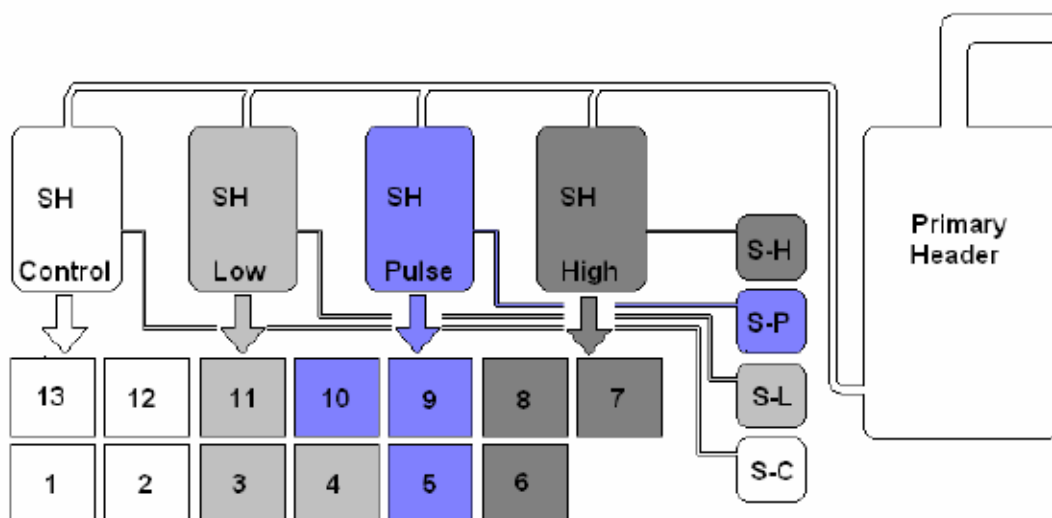 SH
Control
SH
Low
SH
Pulse
SH
High
Primary
Header
S-H
S-P
S-L
S-C
13 12 11 10 9 8 7
1 2 3 4 5 6